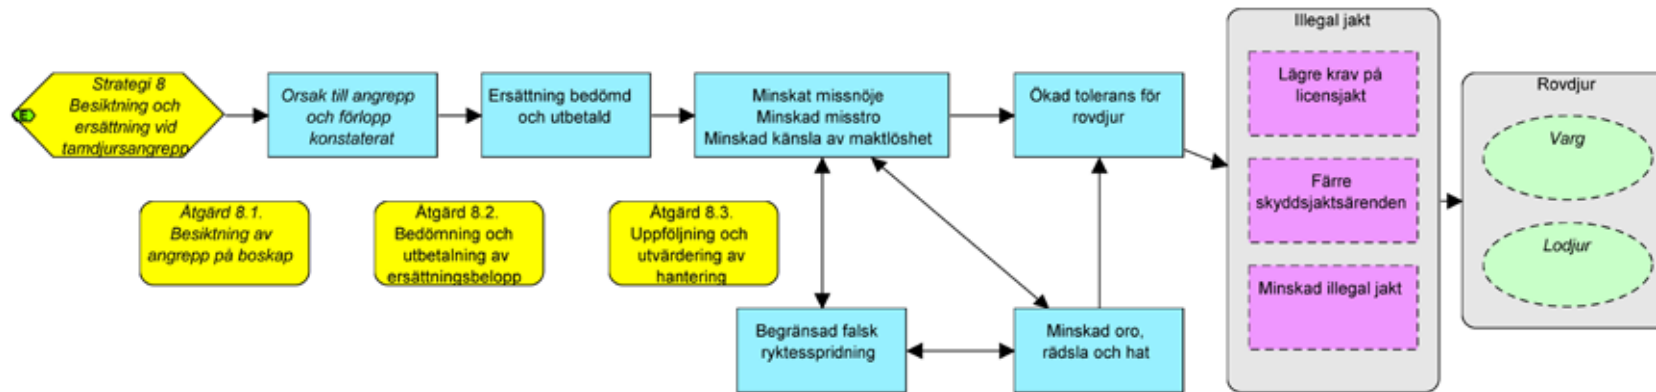 Strategi 8
Besiktning och
ersättning vid
tamdjursangrepp
E
Orsak till angrepp
och förlopp
konstaterat
Ersättning bedömd
och utbetald
Minskat missnöje
Minskad misstro
Minskad känsla av maktlöshet
Ökad tolerans för
rovdjur
Illegal jakt
Lägre krav på
licensjakt
Färre
skyddsjaktsärenden
Minskad illegal jakt
Rovdjur
Varg
Lodjur
Åtgärd 8.1.
Besiktning av
angrepp på boskap
Åtgärd 8.2.
Bedömning och
utbetalning av
ersättningsbelopp
Åtgärd 8.3.
Uppföljning och
utvärdering av
hantering
Begränsad falsk
ryktesspridning
Minskad oro,
rädsla och hat